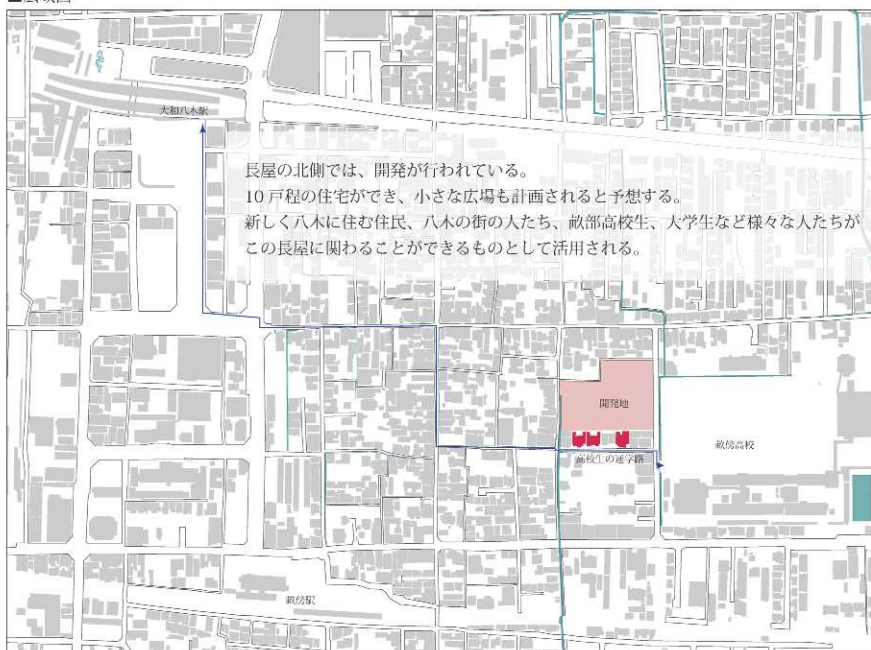 大和八木駅
長屋の北側では、開発が行われている。
10 戸程の住宅ができ、小さな広場も計画されると予想する。
新しく八木に住む住民、八木の街の人たち、畝部高校生、大学生など様々な人たちが
この長屋に関わることができるものとして活用される。
開発地
畝傍高校
高校生の通学路
畝傍駅